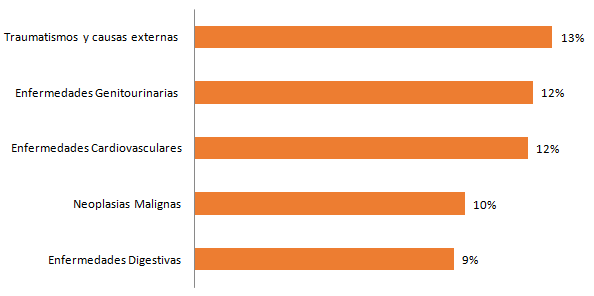 Traumatismos y causas externas 13%
Enfermedades Genitourinarias 12%
Enfermedades Cardiovasculares 12%
Neoplasias Malignas 10%
Enfermedades Digestivas 9%